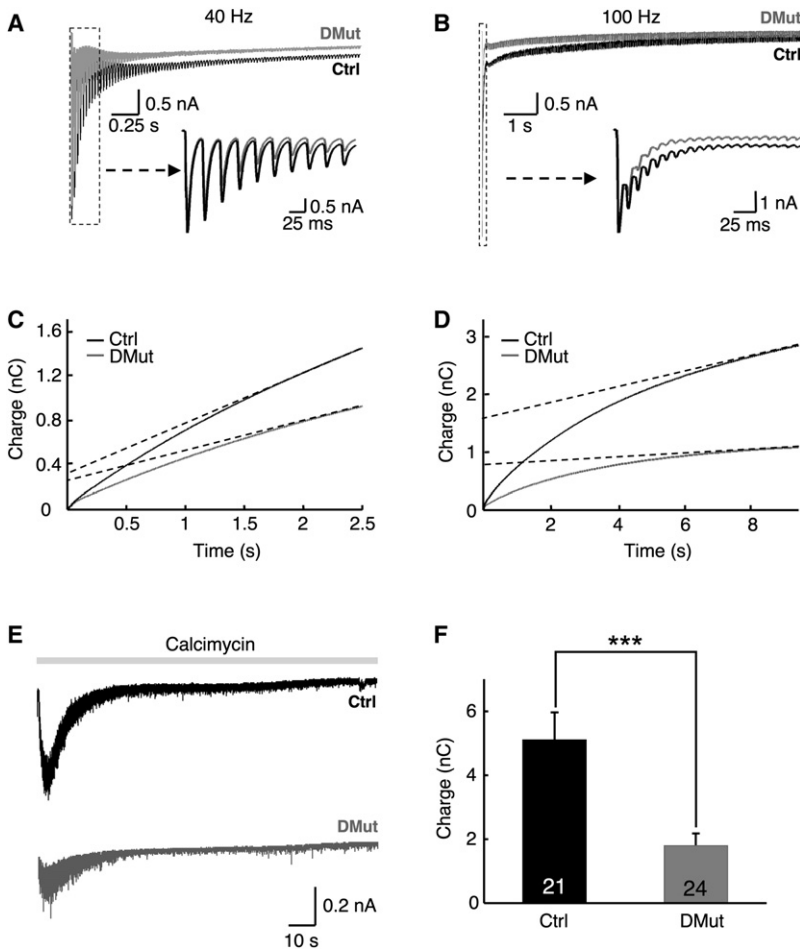 A
40 Hz
DMut
Ctrl
0.5 nA
0.25 s
0.5 nA
25 ms
B
100 Hz
DMut
Ctrl
0.5 nA
1 s
1 nA
25 ms
C
1.6
1.2
0.8
0.4
0
Charge (nC)
Ctrl
DMut
0.5
1
1.5
2
2.5
Time (s)
D
3
2
1
0
Charge (nC)
Ctrl
DMut
2
4
6
8
Time (s)
E
Calcimycin
Ctrl
DMut
0.2 nA
10 s
F
***
6
4
2
0
Charge (nC)
21
24
Ctrl
DMut